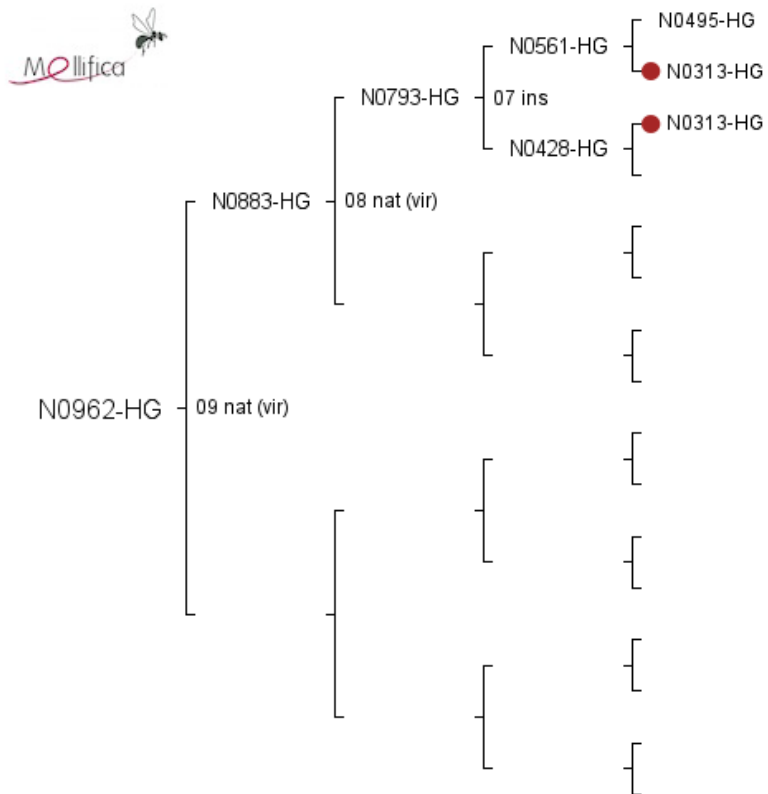 Mellifica
N0495-HG
N0561-HG
N0313-HG
N0793-HG
07 ins
N0313-HG
N0428-HG
N0883-HG
08 nat (vir)
N0962-HG
09 nat (vir)